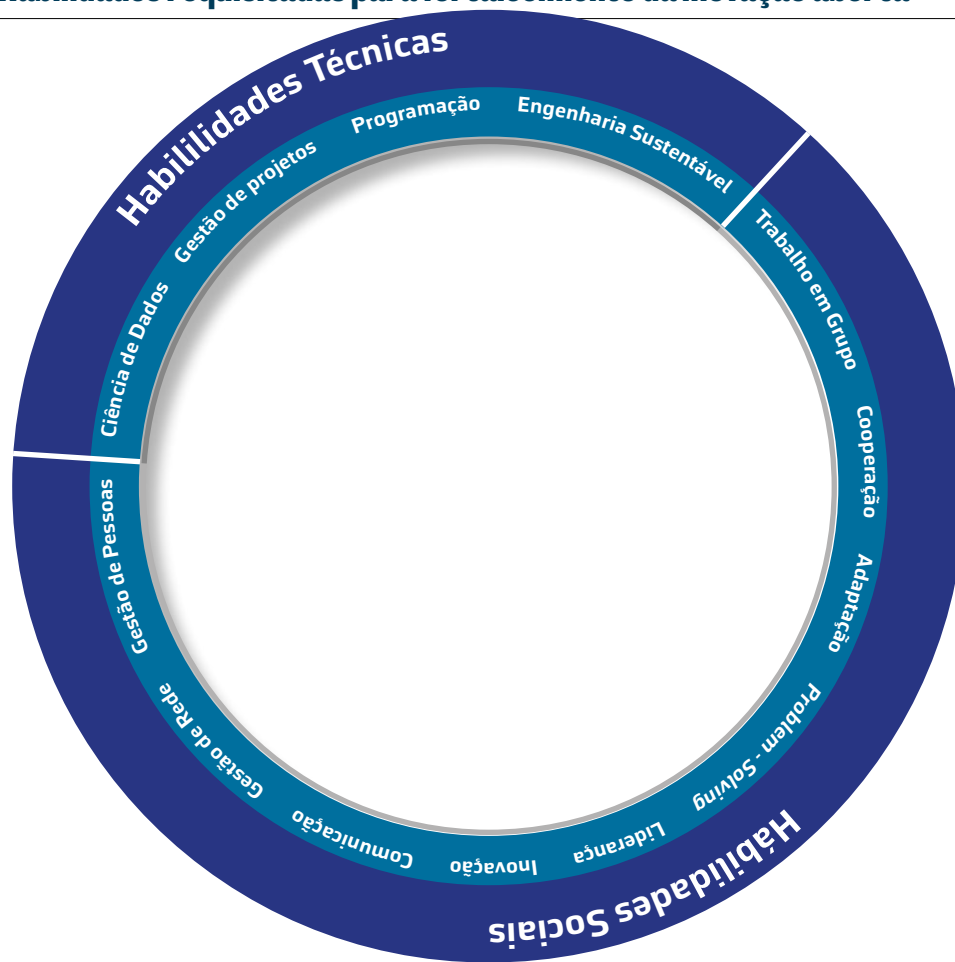 Habililidades Técnicas
Ciência de Dados
Gestão de projetos
Programação
Engenharia Sustentável
Trabalho em Grupo
Cooperação
Adaptação
Problem - Solving
Liderança
Inovação
Comunicação
Gestão de Rede
Gestão de Pessoas
Hábilidades Sociais